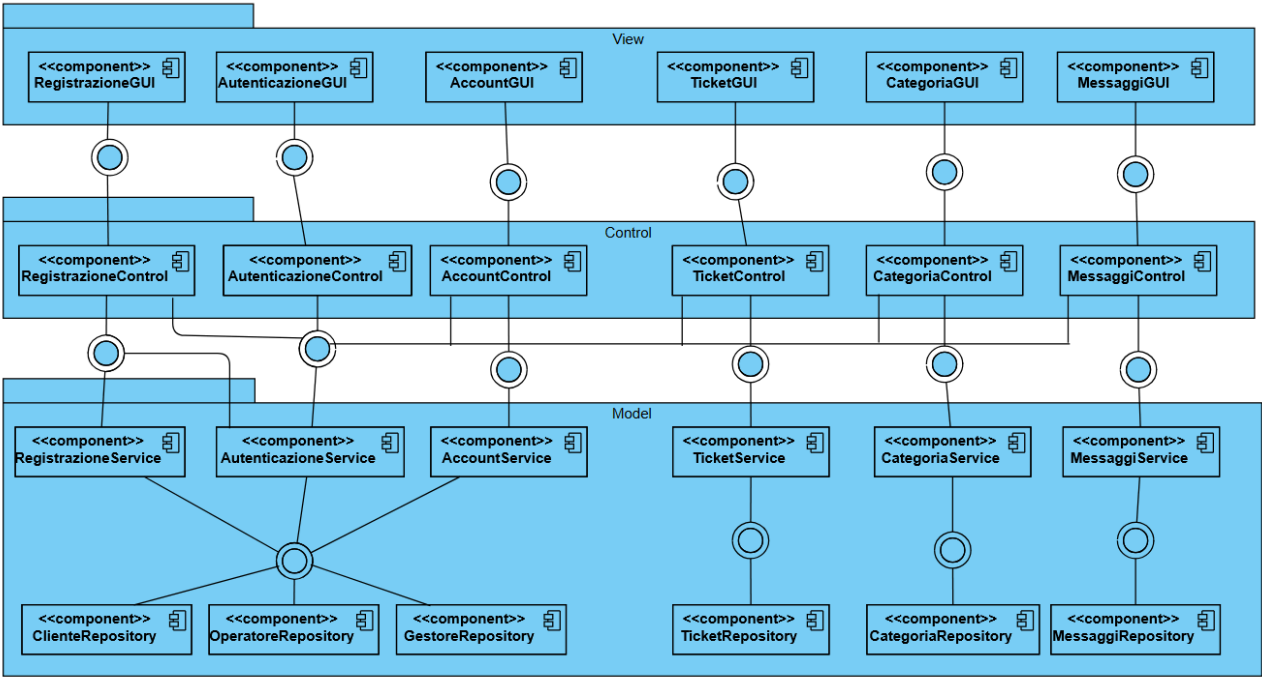 View
<<component>> <<component>> <<component>> <<component>> <<component>> <<component>>
RegistrazioneGUI AutenticazioneGUI AccountGUI TicketGUI CategoriaGUI MessaggiGUI
Control
<<component>> <<component>> <<component>> <<component>> <<component>> <<component>>
RegistrazioneControl AutenticazioneControl AccountControl TicketControl CategoriaControl MessaggiControl
Model
<<component>> <<component>> <<component>> <<component>> <<component>> <<component>>
RegistrazioneService AutenticazioneService AccountService TicketService CategoriaService MessaggiService
<<component>> <<component>> <<component>> <<component>> <<component>> <<component>>
ClienteRepository OperatoreRepository GestoreRepository TicketRepository CategoriaRepository MessaggiRepository